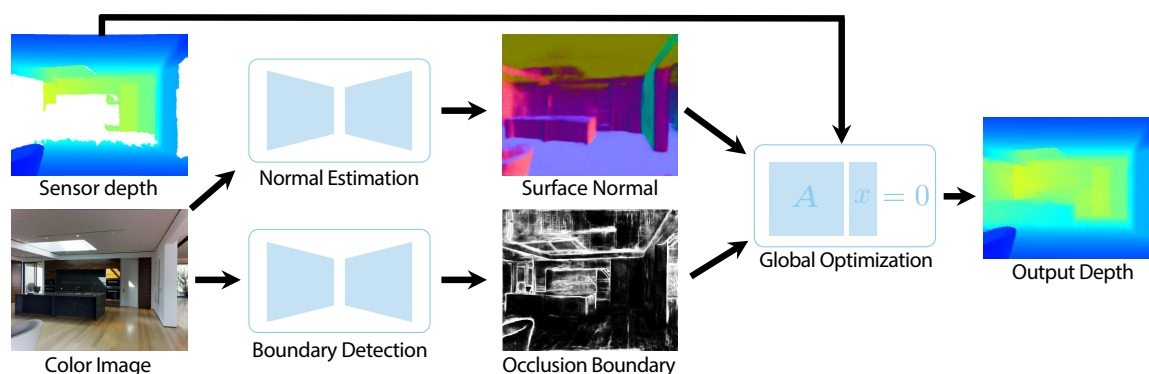 Sensor depth
Normal Estimation
Surface Normal
A x = 0
Global Optimization
Output Depth
Color Image
Boundary Detection
Occlusion Boundary